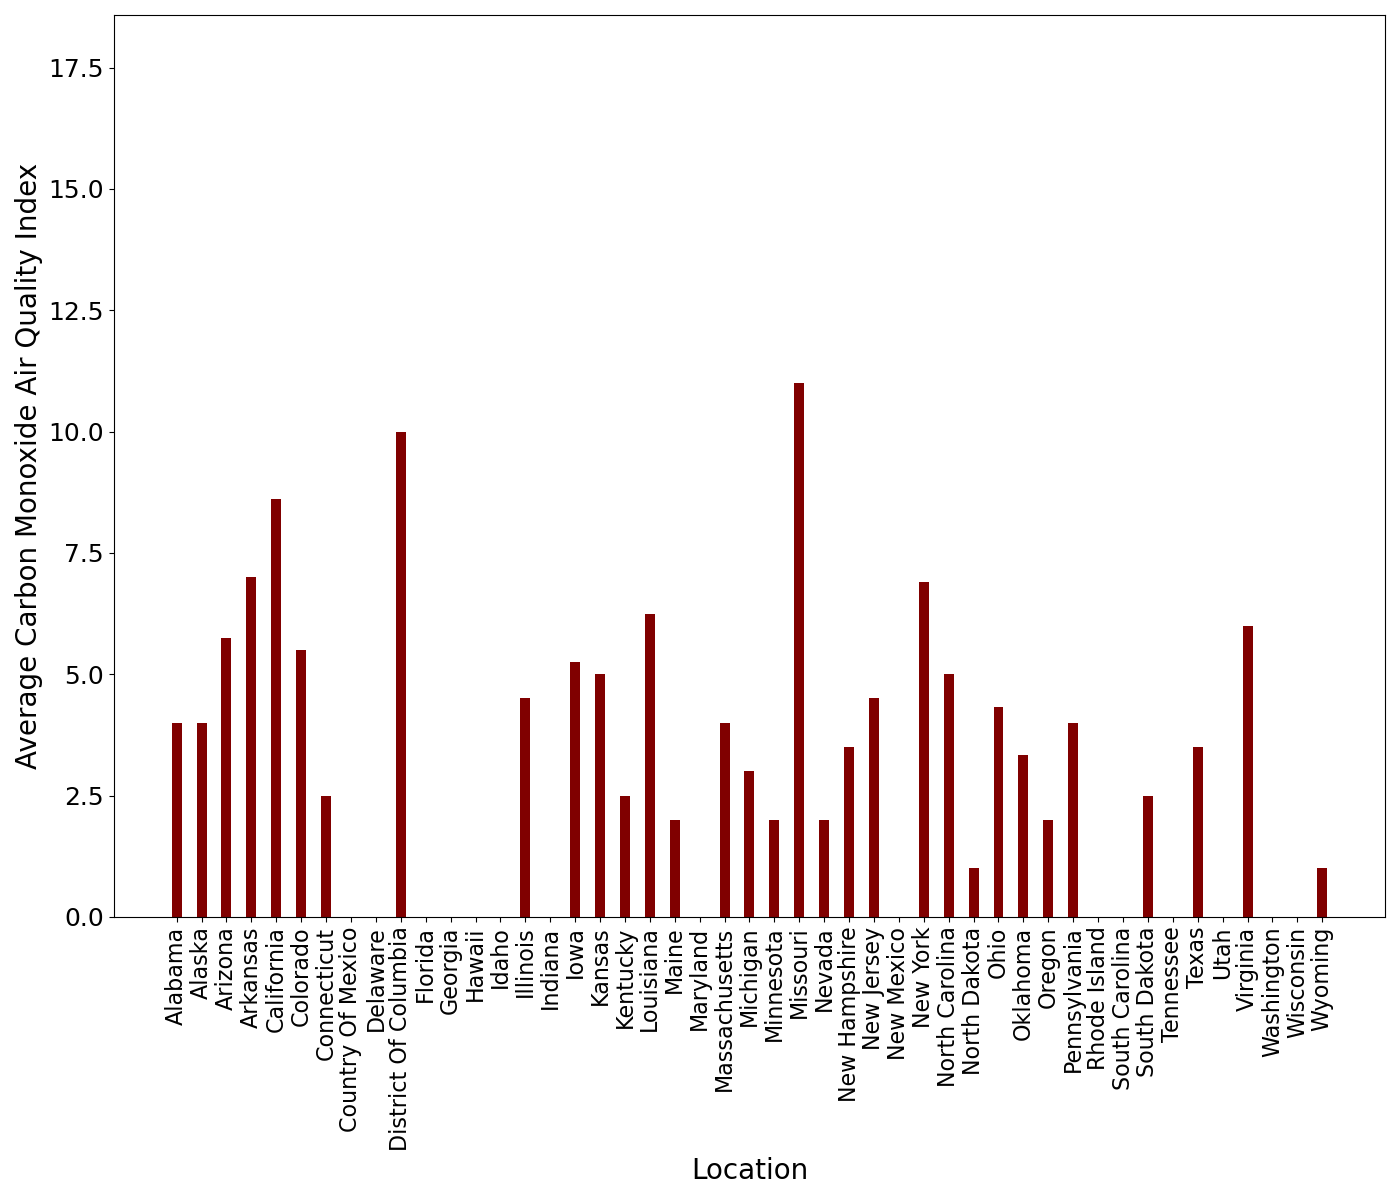 17.5
15.0
12.5
10.0
7.5
5.0
2.5
0.0
Average Carbon Monoxide Air Quality Index
Alabama
Alaska
Arizona
Arkansas
California
Colorado
Connecticut
Country Of Mexico
Delaware
District Of Columbia
Florida
Georgia
Hawaii
Idaho
Illinois
Indiana
Iowa
Kansas
Kentucky
Louisiana
Maine
Maryland
Massachusetts
Michigan
Minnesota
Missouri
Nevada
New Hampshire
New Jersey
New Mexico
New York
North Carolina
North Dakota
Ohio
Oklahoma
Oregon
Pennsylvania
Rhode Island
South Carolina
South Dakota
Tennessee
Texas
Utah
Virginia
Washington
Wisconsin
Wyoming
Location